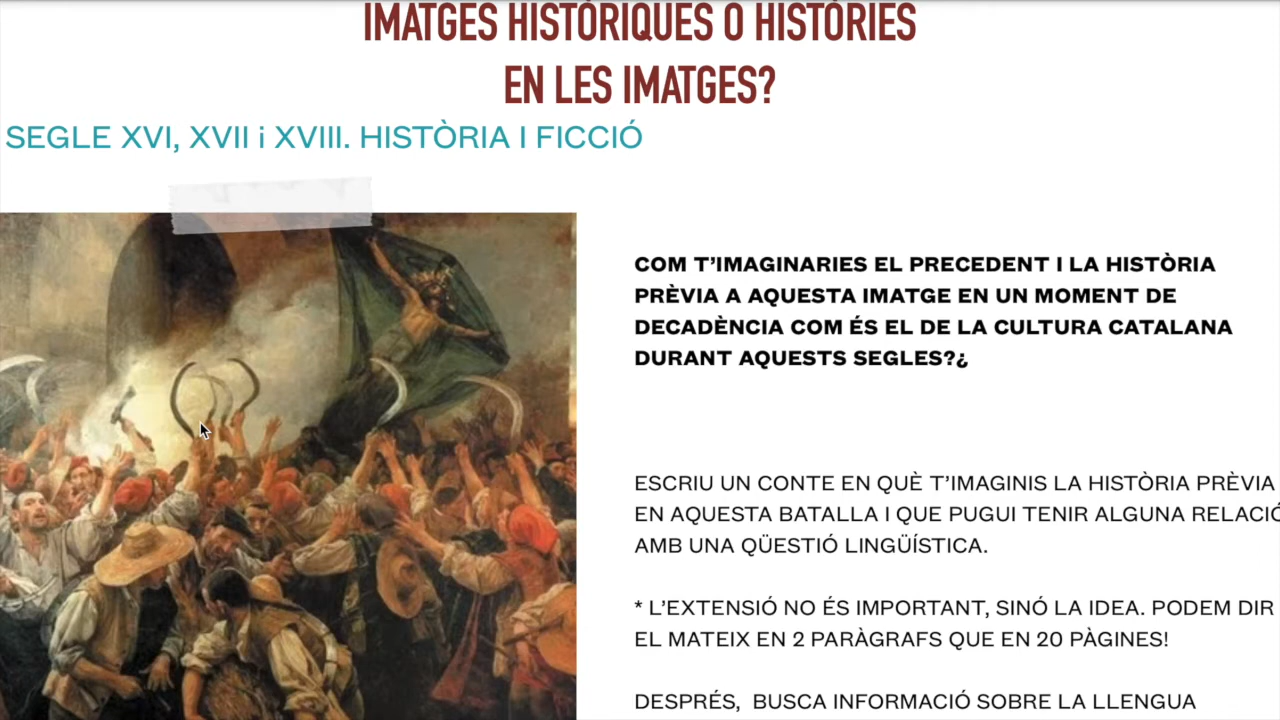 IMATGES HISTÒRIQUES O HISTÒRIES
EN LES IMATGES?
SEGLE XVI, XVII i XVIII. HISTÒRIA I FICCIÓ
COM T’IMAGINARIES EL PRECEDENT I LA HISTÒRIA
PRÈVIA A AQUESTA IMATGE EN UN MOMENT DE
DECADÈNCIA COM ÉS EL DE LA CULTURA CATALANA
DURANT AQUESTS SEGLES?¿
ESCRIU UN CONTE EN QUÈ T’IMAGINIS LA HISTÒRIA PRÈVIA
EN AQUESTA BATALLA I QUE PUGUI TENIR ALGUNA RELACIÓ
AMB UNA QÜESTIÓ LINGÜÍSTICA.
* L’EXTENSIÓ NO ÉS IMPORTANT, SINÓ LA IDEA. PODEM DIR
EL MATEIX EN 2 PARÀGRAFS QUE EN 20 PÀGINES!
DESPRÉS, BUSCA INFORMACIÓ SOBRE LA LLENGUA